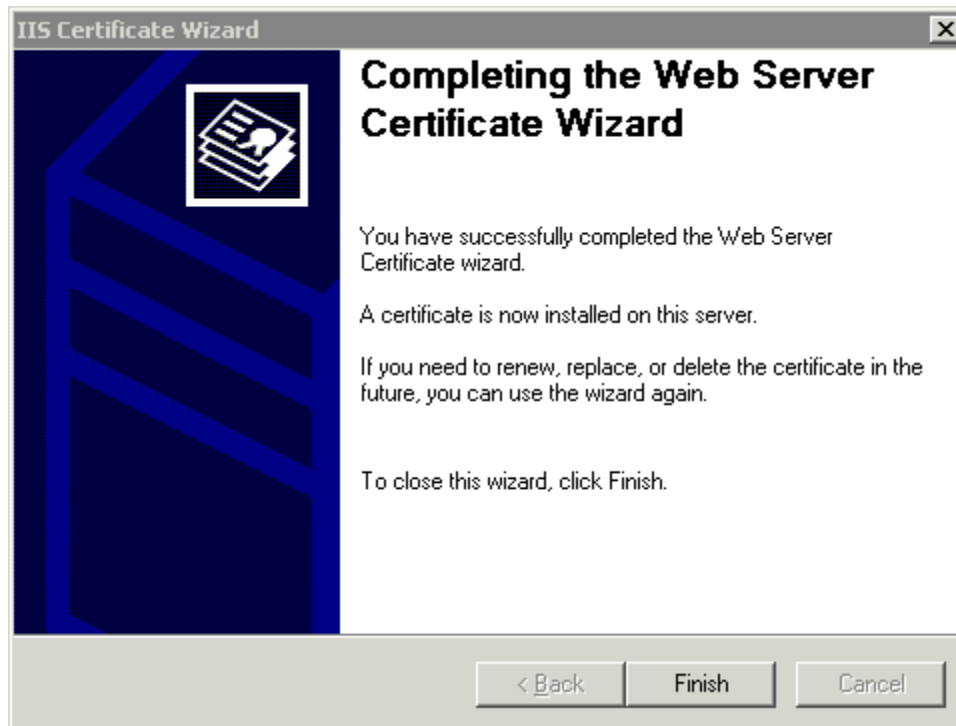 IIS Certificate Wizard
Completing the Web Server
Certificate Wizard
You have successfully completed the Web Server
Certificate wizard.
A certificate is now installed on this server.
If you need to renew, replace, or delete the certificate in the
future, you can use the wizard again.
To close this wizard, click Finish.
< Back
Finish
Cancel